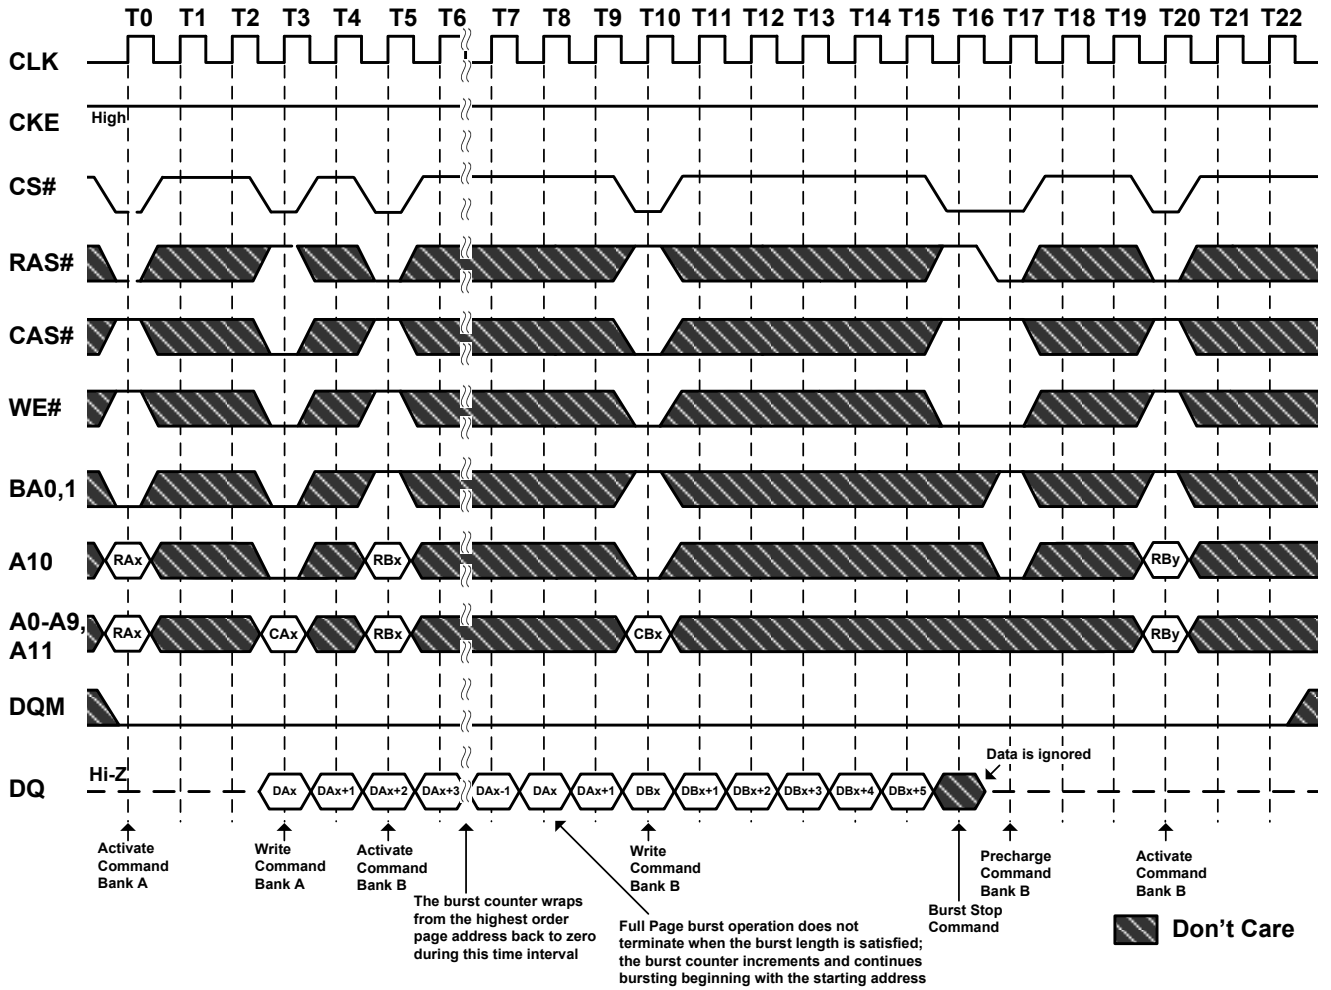 T0 T1 T2 T3 T4 T5 T6 T7 T8 T9 T10 T11 T12 T13 T14 T15 T16 T17 T18 T19 T20 T21 T22
CLK
CKE
High
CS#
RAS#
CAS#
WE#
BA0,1
A10
RAx RBx RBy
A0-A9,
A11
RAx CAx RBx CBx RBy
DQM
DQ
Hi-Z
DAx DAx+1 DAx+2 DAx+3 DAx-1 DAx DAx+1 DBx DBx+1 DBx+2 DBx+3 DBx+4 DBx+5
Data is ignored
Activate
Command
Bank A
Write
Command
Bank A
Activate
Command
Bank B
The burst counter wraps
from the highest order
page address back to zero
during this time interval
Write
Command
Bank B
Full Page burst operation does not
terminate when the burst length is satisfied;
the burst counter increments and continues
bursting beginning with the starting address
Burst Stop
Command
Precharge
Command
Bank B
Activate
Command
Bank B
Don't Care